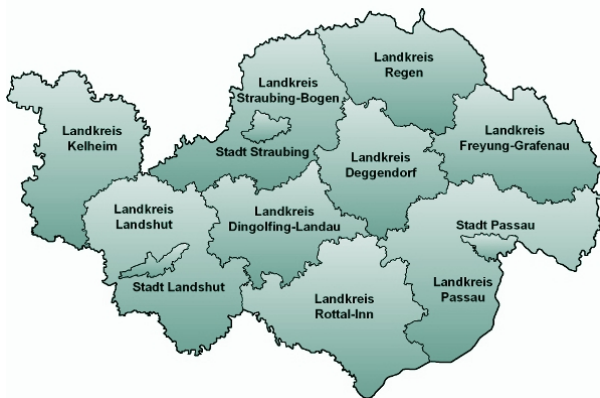 Landkreis
Regen
Landkreis
Straubing-Bogen
Landkreis
Kelheim
Landkreis
Freyung-Grafenau
Stadt Straubing
Landkreis
Deggendorf
Landkreis
Landshut
Landkreis
Dingolfing-Landau
Stadt Passau
Stadt Landshut
Landkreis
Passau
Landkreis
Rottal-Inn